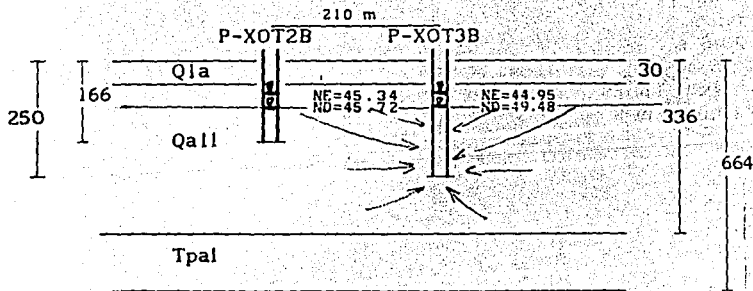 210 m
P-XOT2B P-XOT3B
Qla 30
166 NE=45.34 NE=44.95
ND=45.72 ND=49.48
250 336
Qall
664
Tpal